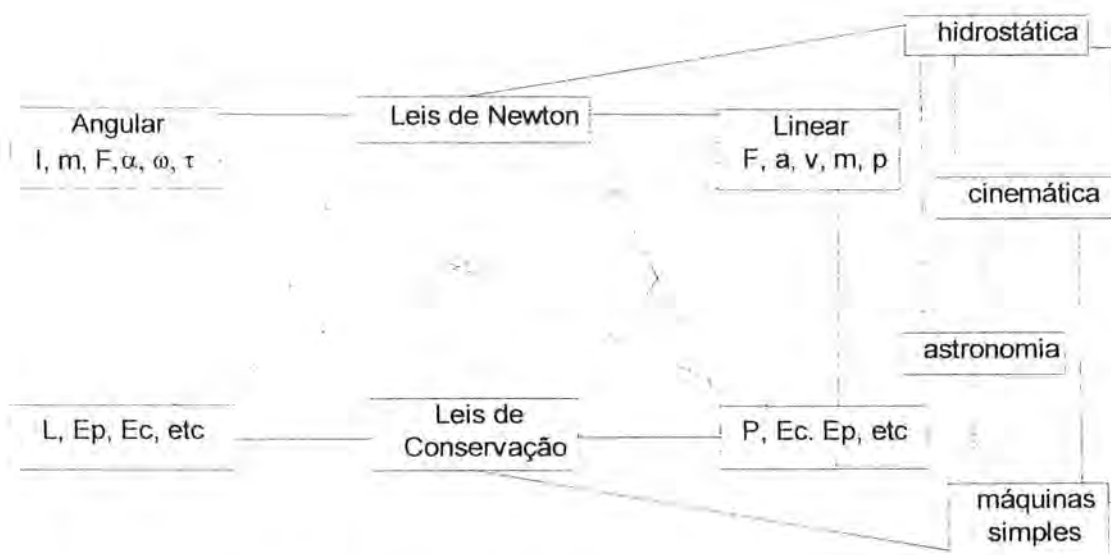 hidrostática
Angular
I, m, F, α, ω, τ
Leis de Newton
Linear
F, a, v, m, p
cinemática
astronomia
L, Ep, Ec, etc
Leis de
Conservação
P, Ec. Ep, etc
máquinas
simples